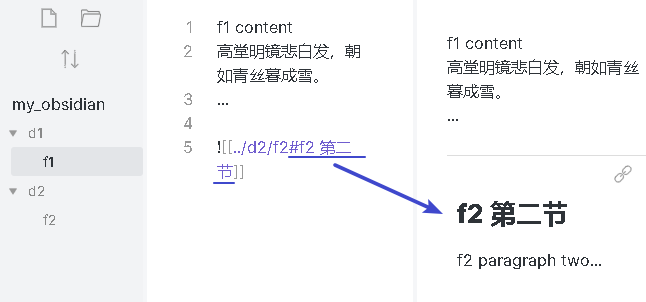 my_obsidian
d1
f1
d2
f2
1 f1 content
2 高堂明镜悲白发，朝
如青丝暮成雪。
3 ...
4
5 ![[../d2/f2#f2 第二
节]]
f1 content
高堂明镜悲白发，朝如青丝
暮成雪。
...
f2 第二节
f2 paragraph two...